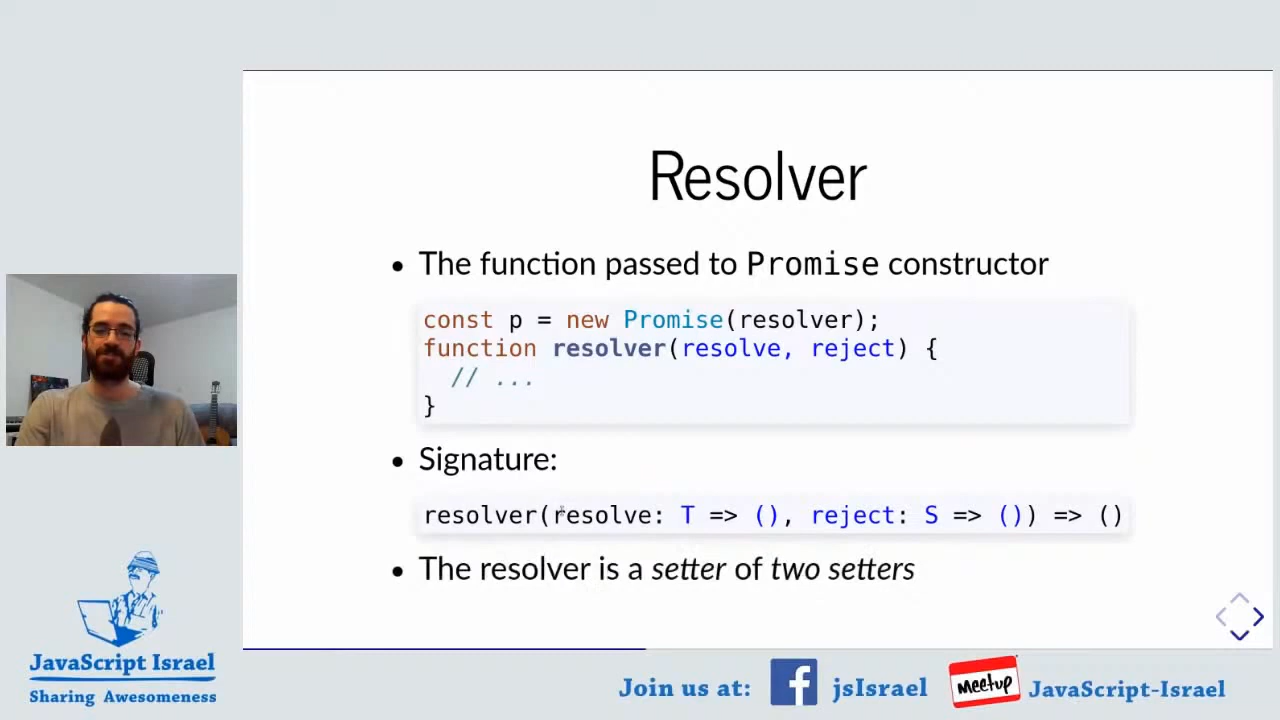 Resolver
• The function passed to Promise constructor
const p = new Promise(resolver);
function resolver(resolve, reject) {
// ...
}
• Signature:
resolver(resolve: T => (), reject: S => ()) => ()
• The resolver is a setter of two setters
JavaScript Israel
Sharing Awesomeness
Join us at: f jsIsrael Meetup JavaScript-Israel